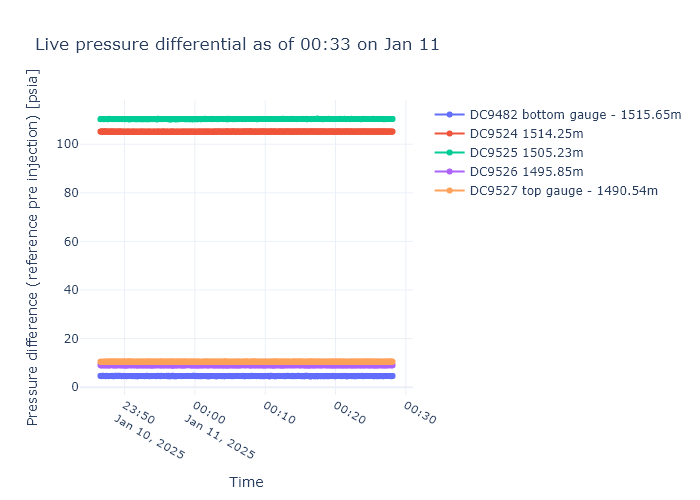 Live pressure differential as of 00:33 on Jan 11
Pressure difference (reference pre injection) [psia]
100
80
60
40
20
0
23:50
Jan 10, 2025
00:00
Jan 11, 2025
00:10
00:20
00:30
Time
DC9482 bottom gauge - 1515.65m
DC9524 1514.25m
DC9525 1505.23m
DC9526 1495.85m
DC9527 top gauge - 1490.54m